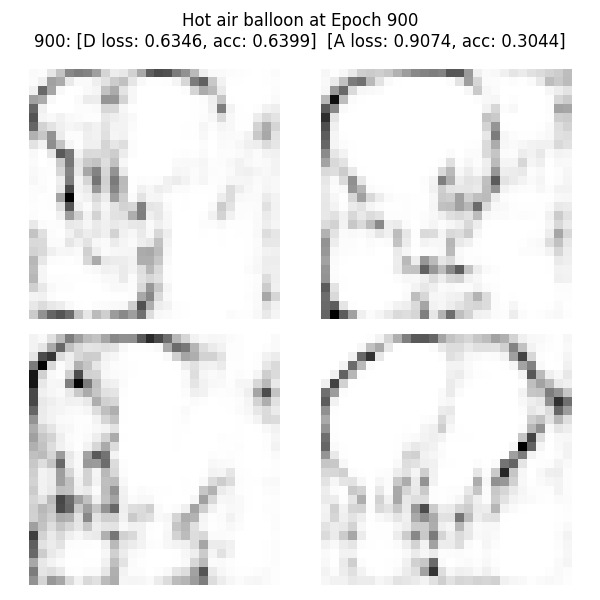 Hot air balloon at Epoch 900
900: [D loss: 0.6346, acc: 0.6399]  [A loss: 0.9074, acc: 0.3044]